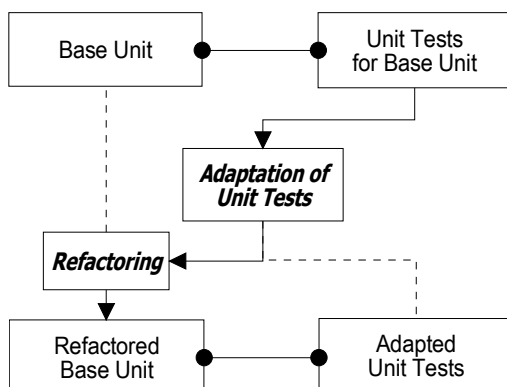 Base Unit
Unit Tests
for Base Unit
Adaptation of
Unit Tests
Refactoring
Refactored
Base Unit
Adapted
Unit Tests